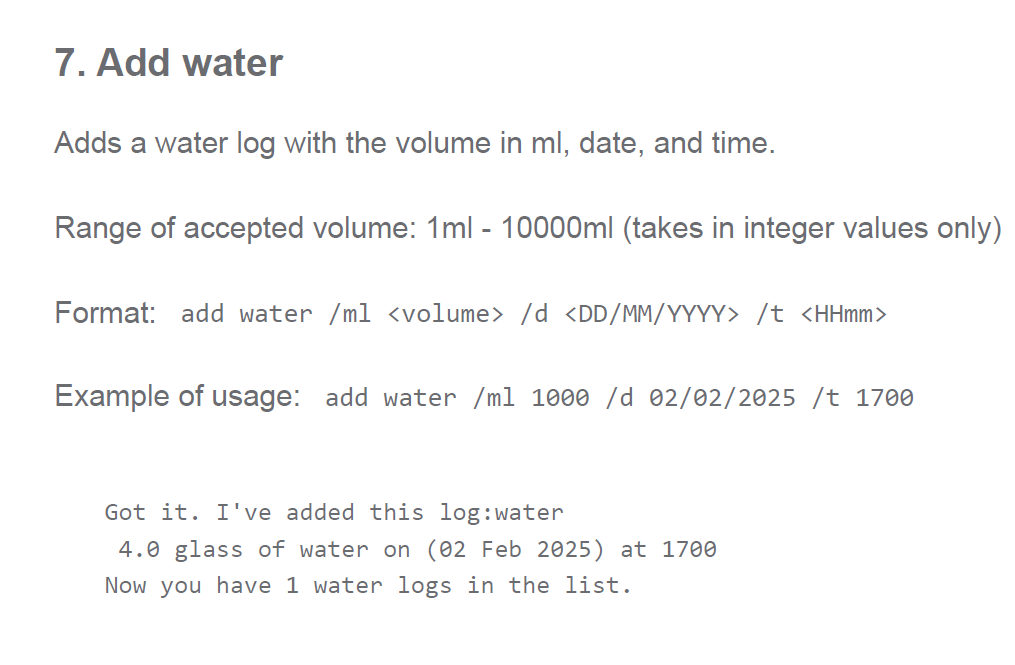 7. Add water
Adds a water log with the volume in ml, date, and time.
Range of accepted volume: 1ml - 10000ml (takes in integer values only)
Format: add water /ml <volume> /d <DD/MM/YYYY> /t <HHmm>
Example of usage: add water /ml 1000 /d 02/02/2025 /t 1700
Got it. I've added this log:water
4.0 glass of water on (02 Feb 2025) at 1700
Now you have 1 water logs in the list.